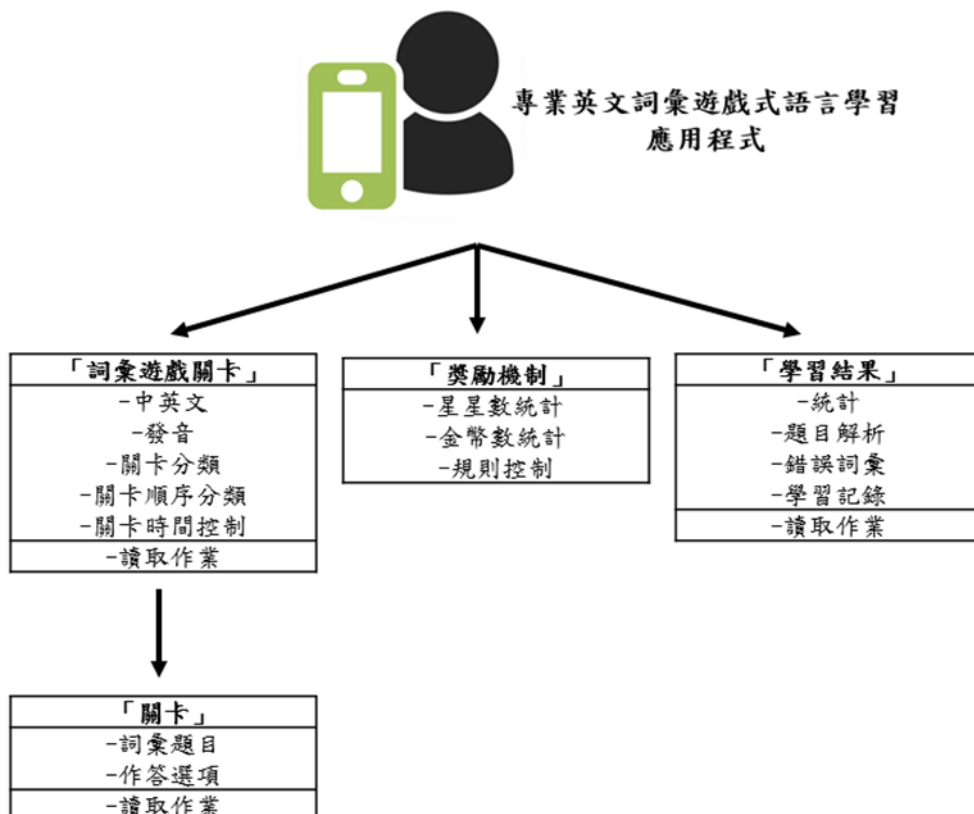 專業英文詞彙遊戲式語言學習
應用程式
「詞彙遊戲關卡」
-中英文
-發音
-關卡分類
-關卡順序分類
-關卡時間控制
-讀取作業
「獎勵機制」
-星星數統計
-金幣數統計
-規則控制
「學習結果」
-統計
-題目解析
-錯誤詞彙
-學習記錄
-讀取作業
「關卡」
-詞彙題目
-作答選項
-讀取作業